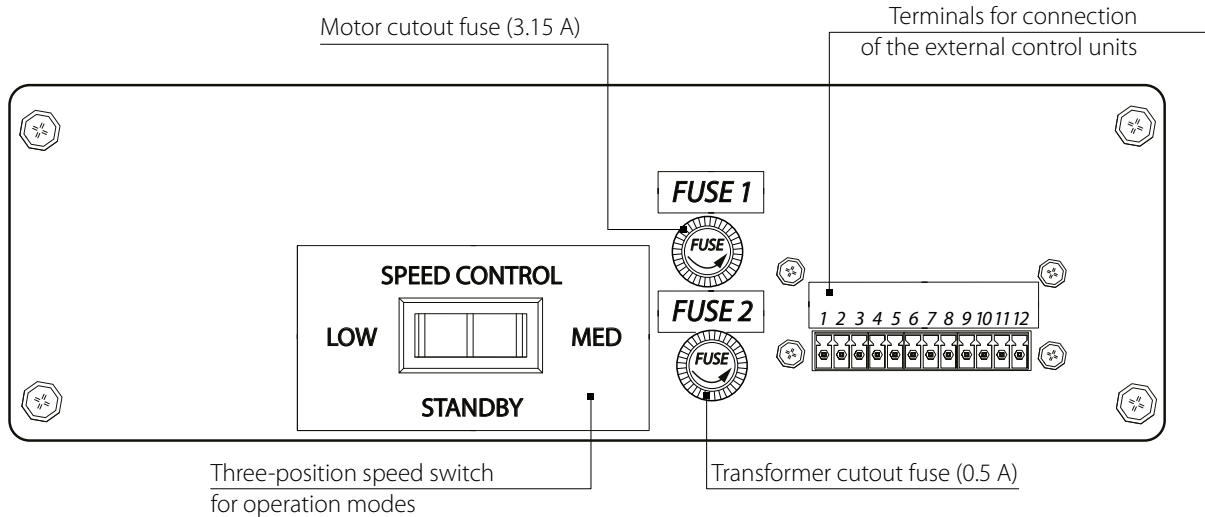 Motor cutout fuse (3.15 A)
Terminals for connection
of the external control units
FUSE 1
FUSE
SPEED CONTROL
FUSE 2
1 2 3 4 5 6 7 8 9 10 11 12
LOW
MED
FUSE
STANDBY
Three-position speed switch
for operation modes
Transformer cutout fuse (0.5 A)